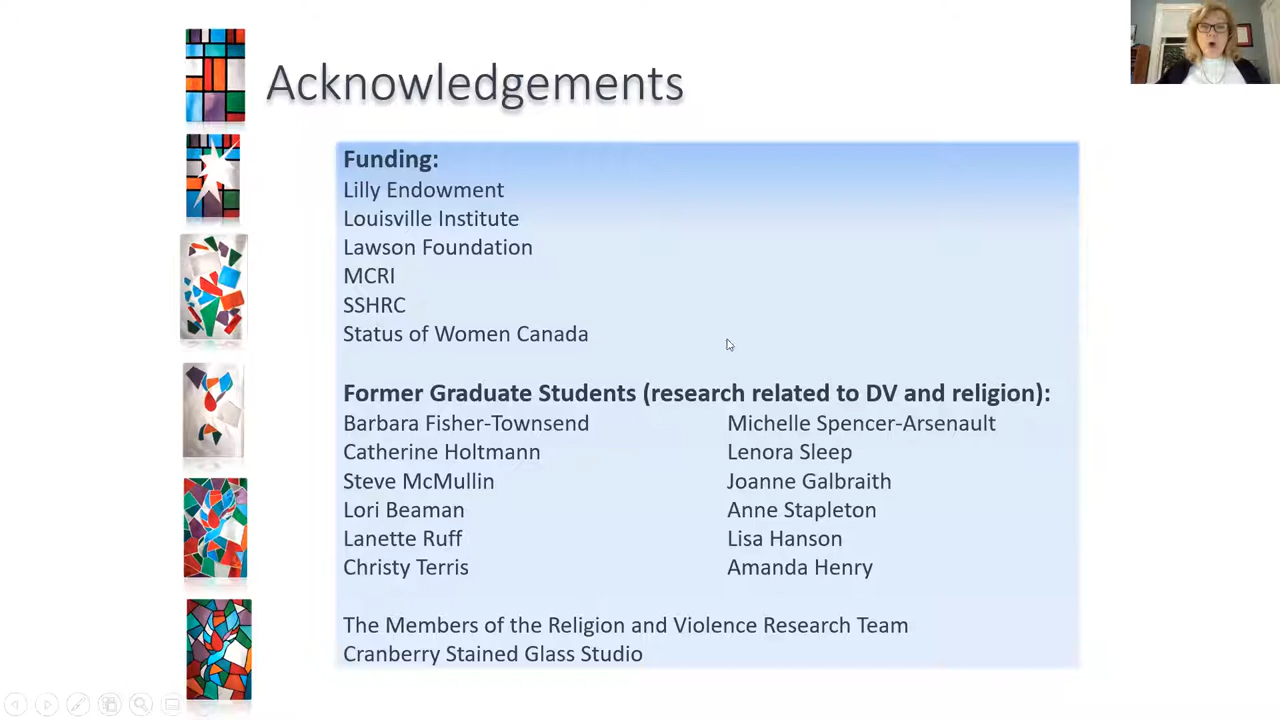 Acknowledgements
Funding:
Lilly Endowment
Louisville Institute
Lawson Foundation
MCRI
SSHRC
Status of Women Canada
Former Graduate Students (research related to DV and religion):
Barbara Fisher-Townsend
Catherine Holtmann
Steve McMullin
Lori Beaman
Lanette Ruff
Christy Terris
Michelle Spencer-Arsenault
Lenora Sleep
Joanne Galbraith
Anne Stapleton
Lisa Hanson
Amanda Henry
The Members of the Religion and Violence Research Team
Cranberry Stained Glass Studio